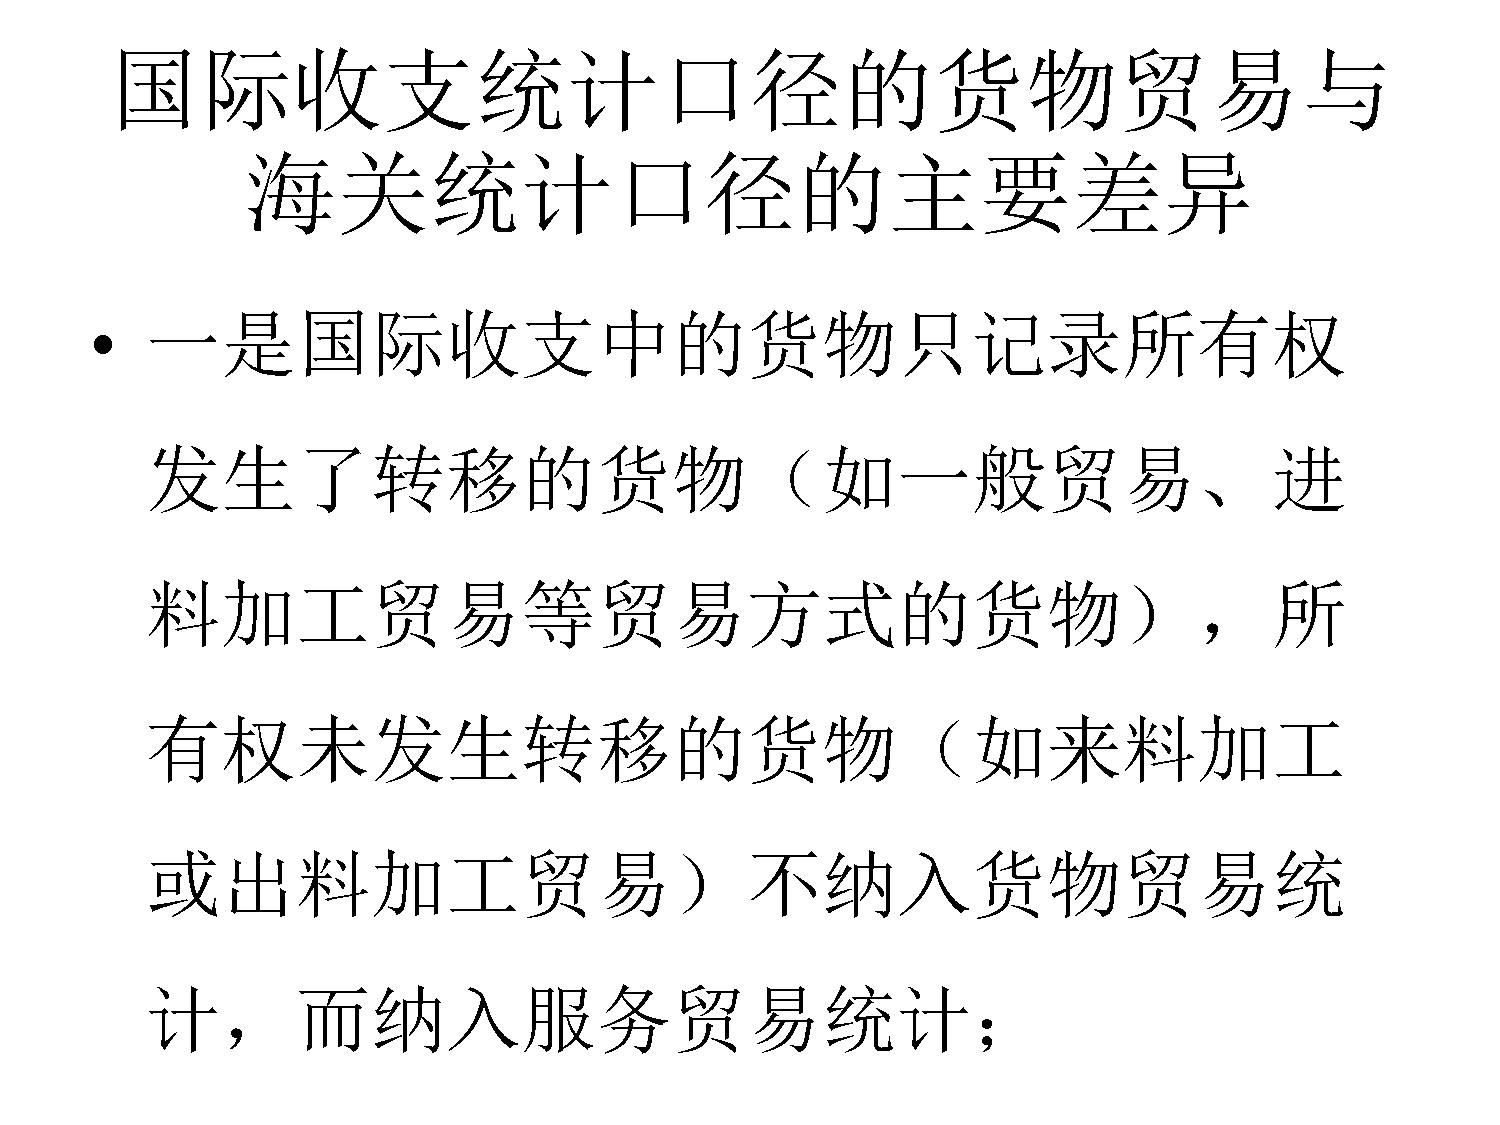 国际收支统计口径的货物贸易与
海关统计口径的主要差异
• 一是国际收支中的货物只记录所有权
发生了转移的货物（如一般贸易、进
料加工贸易等贸易方式的货物），所
有权未发生转移的货物（如来料加工
或出料加工贸易）不纳入货物贸易统
计，而纳入服务贸易统计；